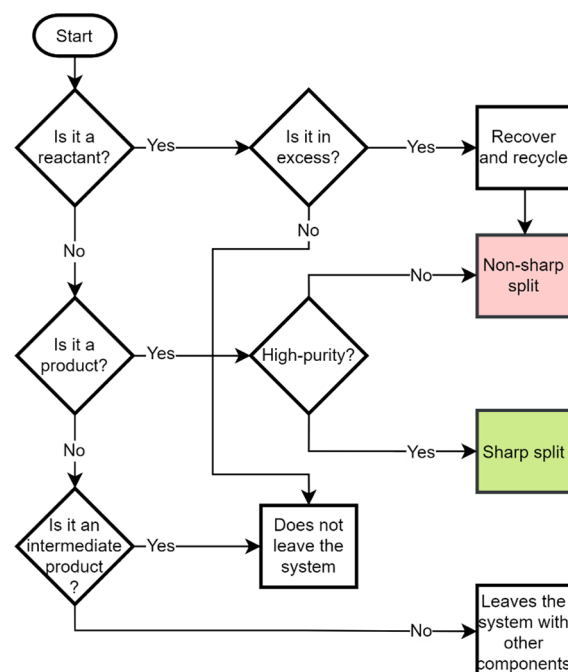 Start
Is it a
reactant?
Yes
Is it in
excess?
Yes
Recover
and recycle
No
No
Non-sharp
split
No
Is it a
product?
Yes
High-purity?
Yes
Sharp split
No
Is it an
intermediate
product
?
Yes
Does not
leave the
system
No
Leaves the
system with
other
components